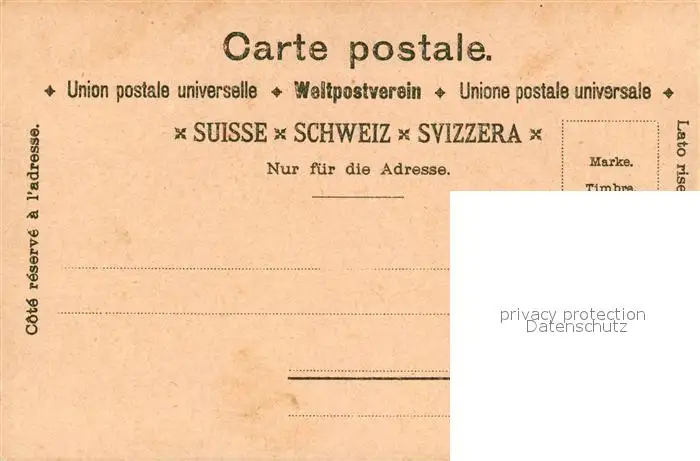 Carte postale.
✦ Union postale universelle ✦ Weltpostverein ✦ Unione postale universale ✦
× SUISSE × SCHWEIZ × SVIZZERA ×
Nur für die Adresse.
Marke.
Timbre.
Côté réservé à l'adresse.
Lato
privacy protection
Datenschutz